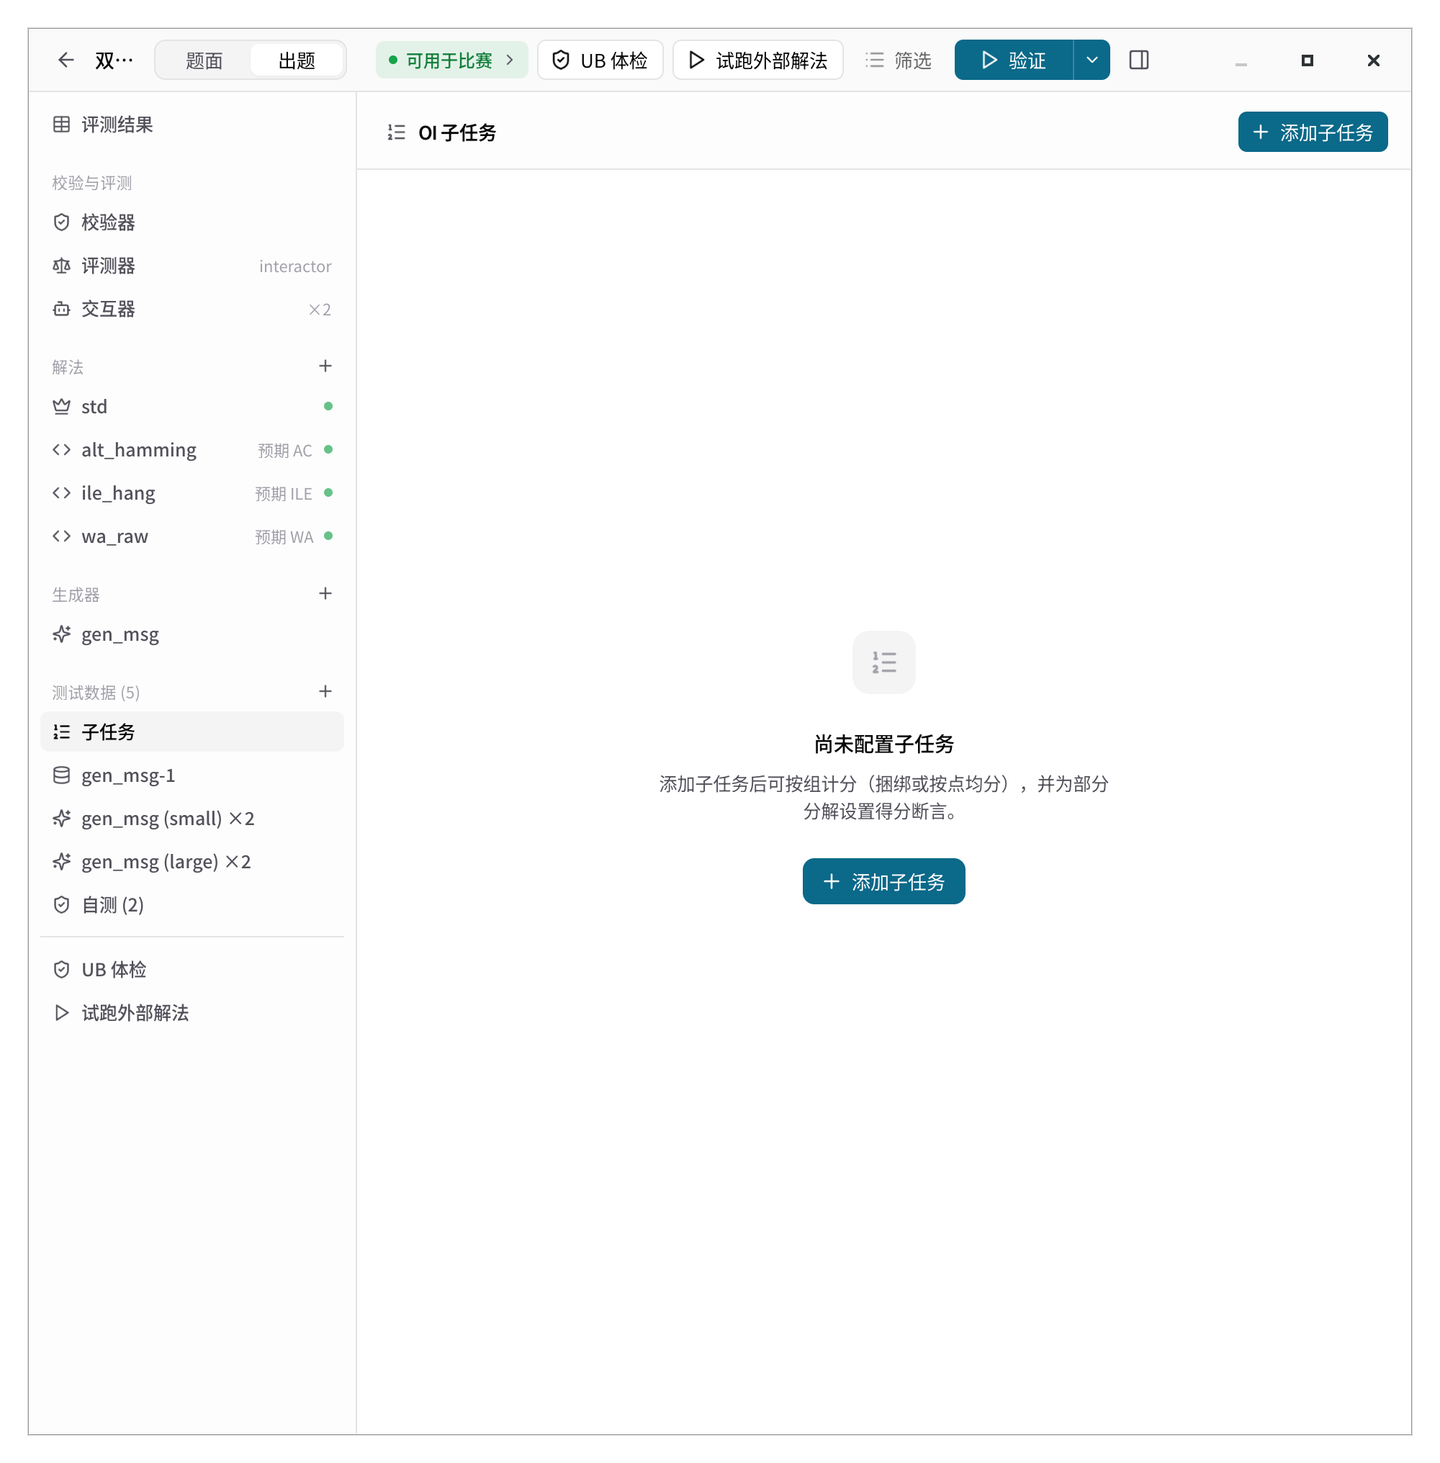 双…
题面
出题
可用于比赛
UB 体检
试跑外部解法
筛选
验证
评测结果
校验与评测
校验器
评测器 interactor
交互器 ×2
解法
std
alt_hamming 预期 AC
ile_hang 预期 ILE
wa_raw 预期 WA
生成器
gen_msg
测试数据 (5)
子任务
gen_msg-1
gen_msg (small) ×2
gen_msg (large) ×2
自测 (2)
UB 体检
试跑外部解法
OI 子任务
添加子任务
尚未配置子任务
添加子任务后可按组计分（捆绑或按点均分），并为部分
分解设置得分断言。
添加子任务